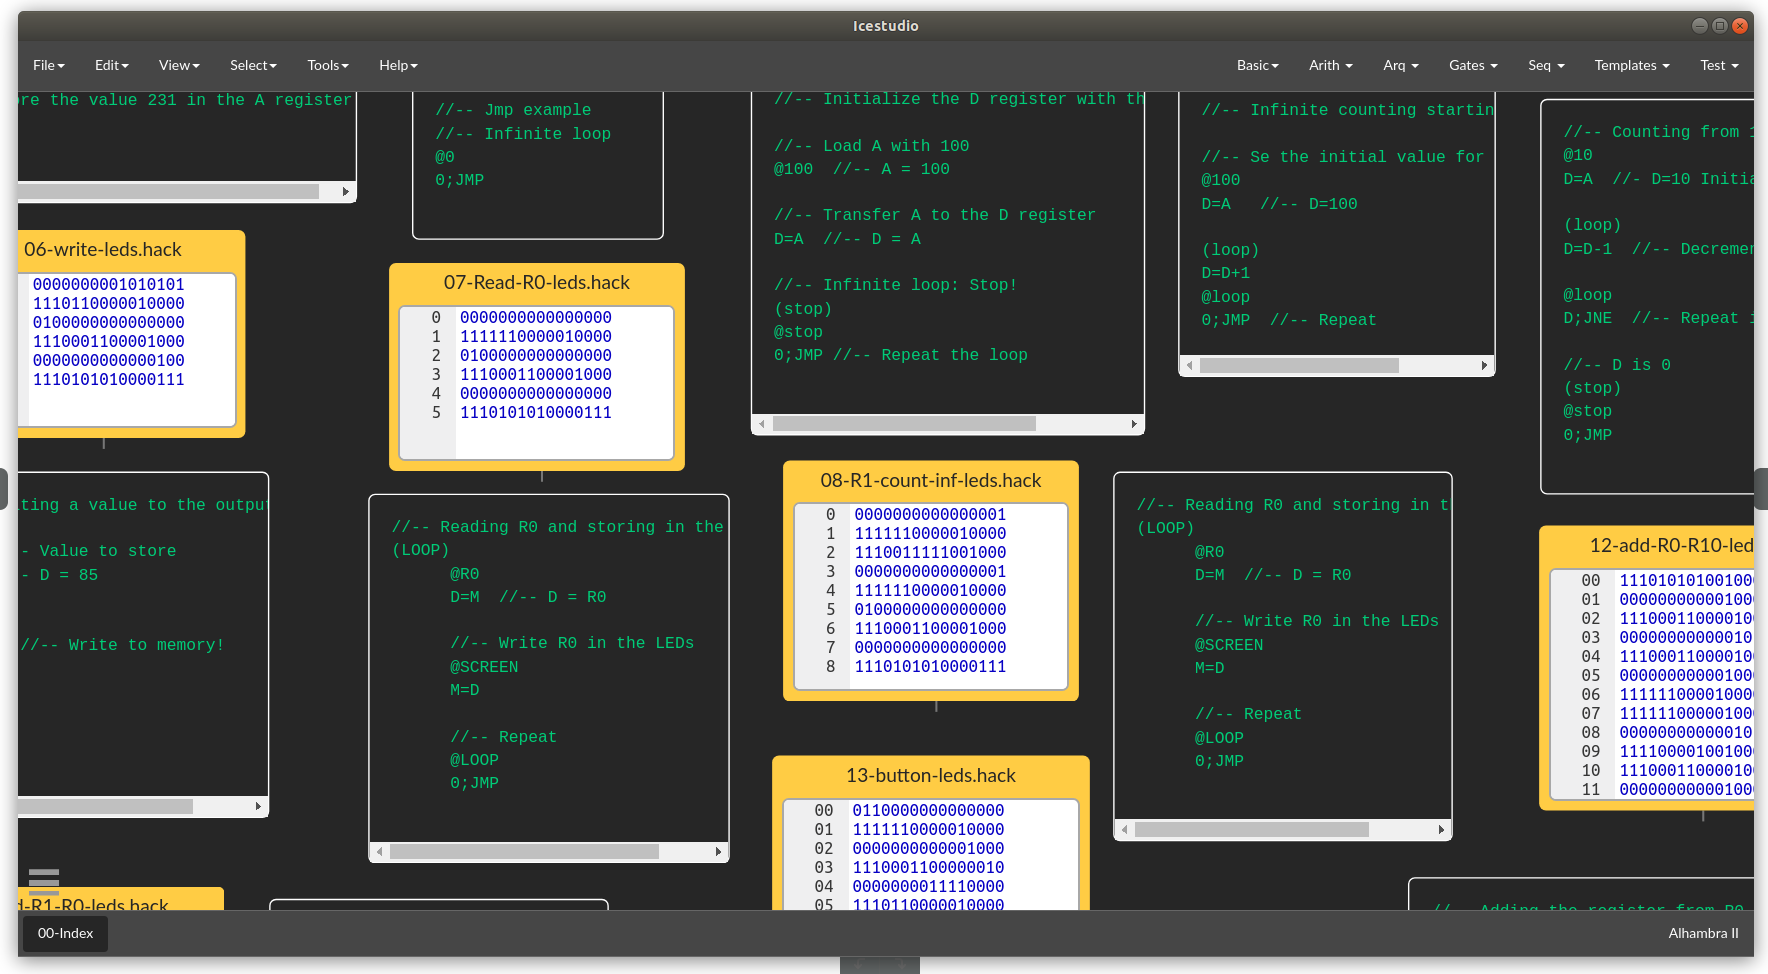 Icestudio
File Edit View Select Tools Help Basic Arith Arq Gates Seq Templates Test
ore the value 231 in the A register
//-- Jmp example
//-- Infinite loop
@0
0;JMP
//-- Initialize the D register with th
//-- Load A with 100
@100  //-- A = 100
//-- Transfer A to the D register
D=A  //-- D = A
//-- Infinite loop: Stop!
(stop)
@stop
0;JMP //-- Repeat the loop
//-- Infinite counting startin
//-- Se the initial value for
@100
D=A   //-- D=100
(loop)
D=D+1
@loop
0;JMP  //-- Repeat
//-- Counting from 1
@10
D=A  //- D=10 Initia
(loop)
D=D-1  //-- Decremen
@loop
D;JNE  //-- Repeat i
//-- D is 0
(stop)
@stop
0;JMP
06-write-leds.hack
0000000001010101
1110110000010000
0100000000000000
1110001100001000
0000000000000100
1110101010000111
07-Read-R0-leds.hack
0 0000000000000000
1 1111110000010000
2 0100000000000000
3 1110001100001000
4 0000000000000000
5 1110101010000111
08-R1-count-inf-leds.hack
0 0000000000000001
1 1111110000010000
2 1110011111001000
3 0000000000000001
4 1111110000010000
5 0100000000000000
6 1110001100001000
7 0000000000000000
8 1110101010000111
iting a value to the output
- Value to store
- D = 85
//-- Write to memory!
//-- Reading R0 and storing in the
(LOOP)
@R0
D=M  //-- D = R0
//-- Write R0 in the LEDs
@SCREEN
M=D
//-- Repeat
@LOOP
0;JMP
//-- Reading R0 and storing in t
(LOOP)
@R0
D=M  //-- D = R0
//-- Write R0 in the LEDs
@SCREEN
M=D
//-- Repeat
@LOOP
0;JMP
12-add-R0-R10-led
00 11101010100100
01 00000000000100
02 11100011000010
03 00000000000010
04 11100011000010
05 00000000000100
06 11111100001000
07 11111100000100
08 00000000000010
09 11110000100100
10 11100011000010
11 00000000000100
13-button-leds.hack
00 0110000000000000
01 1111110000010000
02 0000000000001000
03 1110001100000010
04 0000000011110000
05 1110110000010000
d-R1-R0-leds.hack
//-- Adding the register from R0
00-Index
Alhambra II